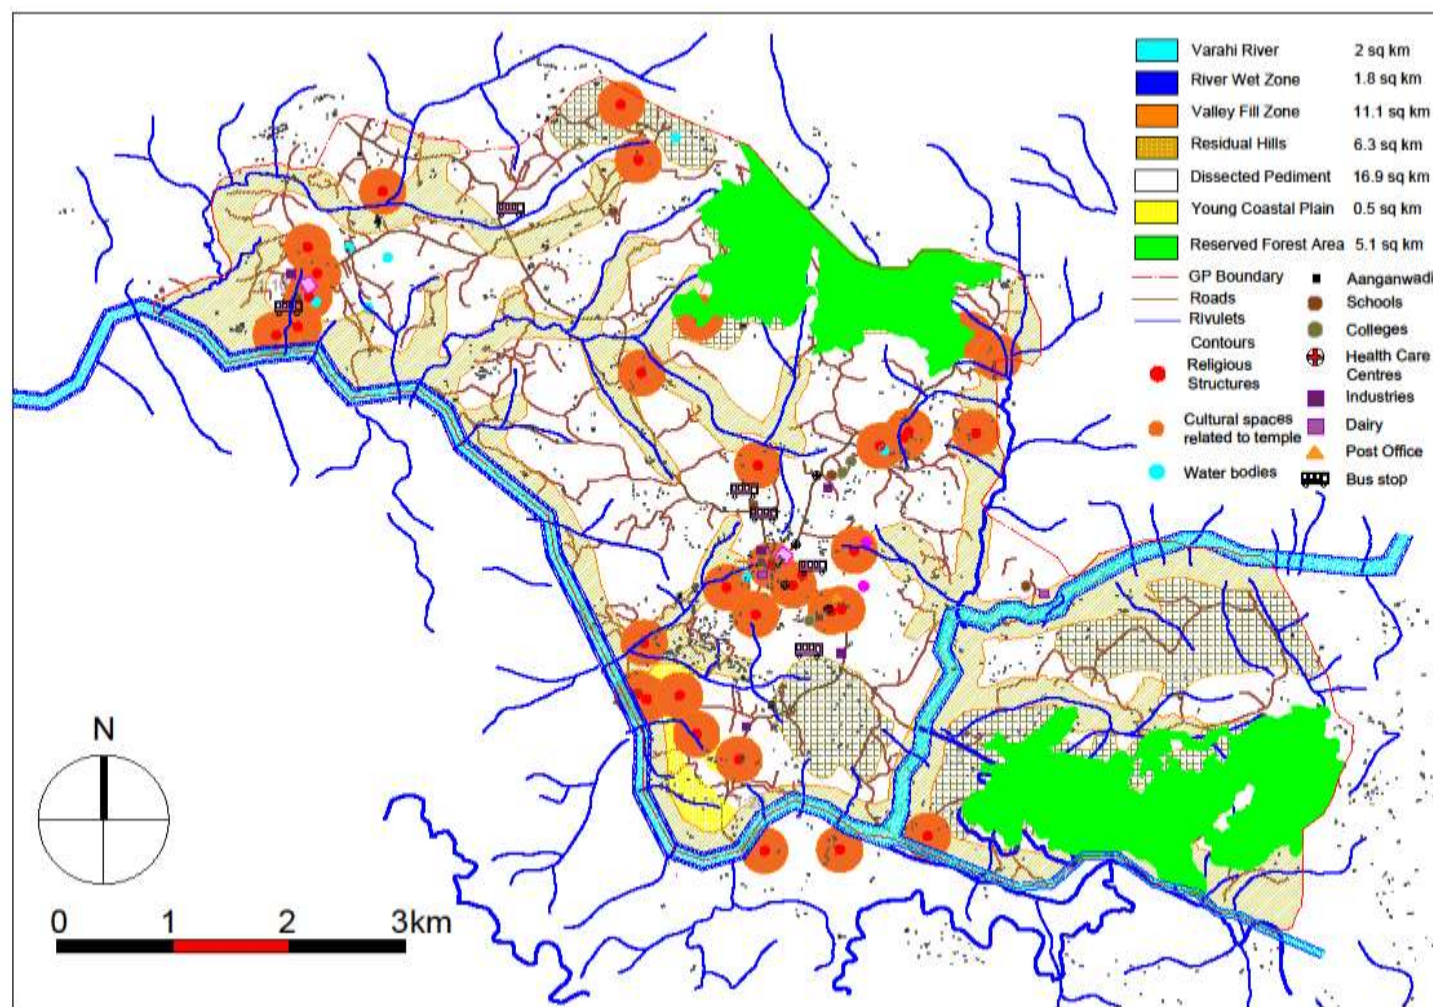 Varahi River 2 sq km
River Wet Zone 1.8 sq km
Valley Fill Zone 11.1 sq km
Residual Hills 6.3 sq km
Dissected Pediment 16.9 sq km
Young Coastal Plain 0.5 sq km
Reserved Forest Area 5.1 sq km
GP Boundary
Roads
Rivulets
Contours
Religious
Structures
Cultural spaces
related to temple
Water bodies
Aanganwadi
Schools
Colleges
Health Care
Centres
Industries
Dairy
Post Office
Bus stop
N
0 1 2 3km